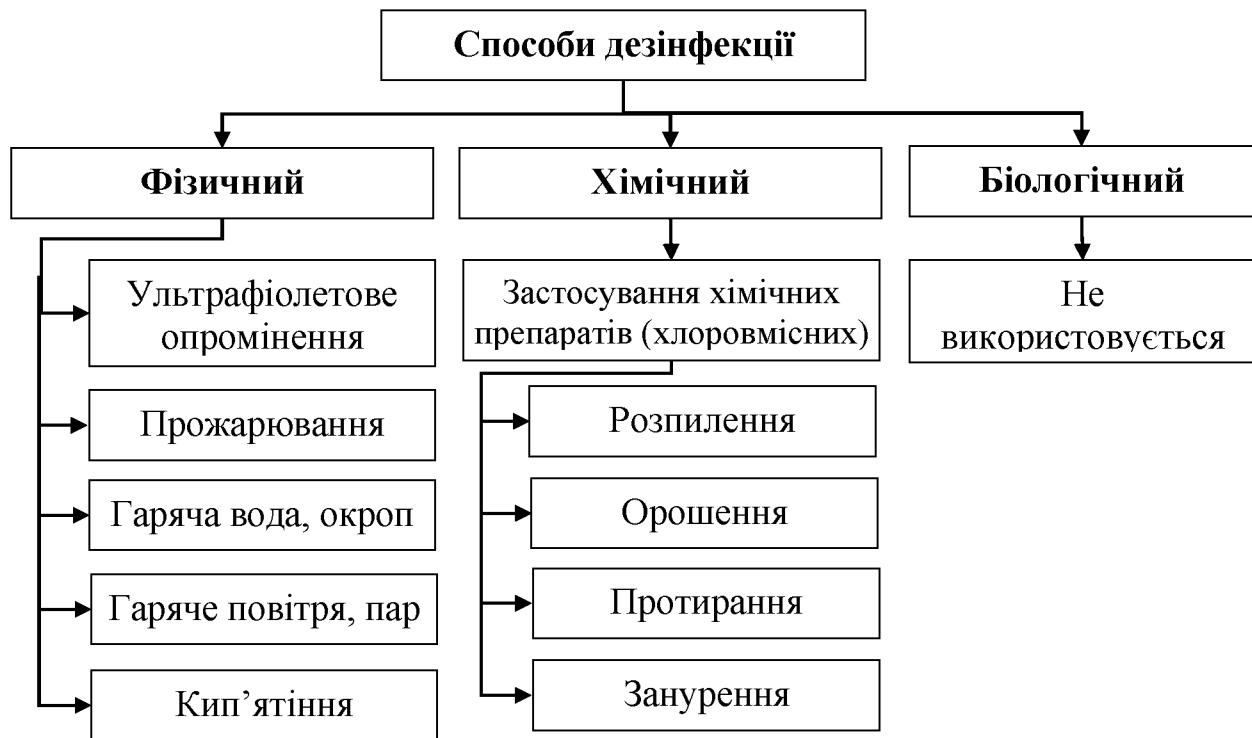 Способи дезінфекції
Фізичний
Хімічний
Біологічний
Ультрафіолетове
опромінення
Прожарювання
Гаряча вода, окроп
Гаряче повітря, пар
Кип’ятіння
Застосування хімічних
препаратів (хлоровмісних)
Розпилення
Орошення
Протирання
Занурення
Не
використовується